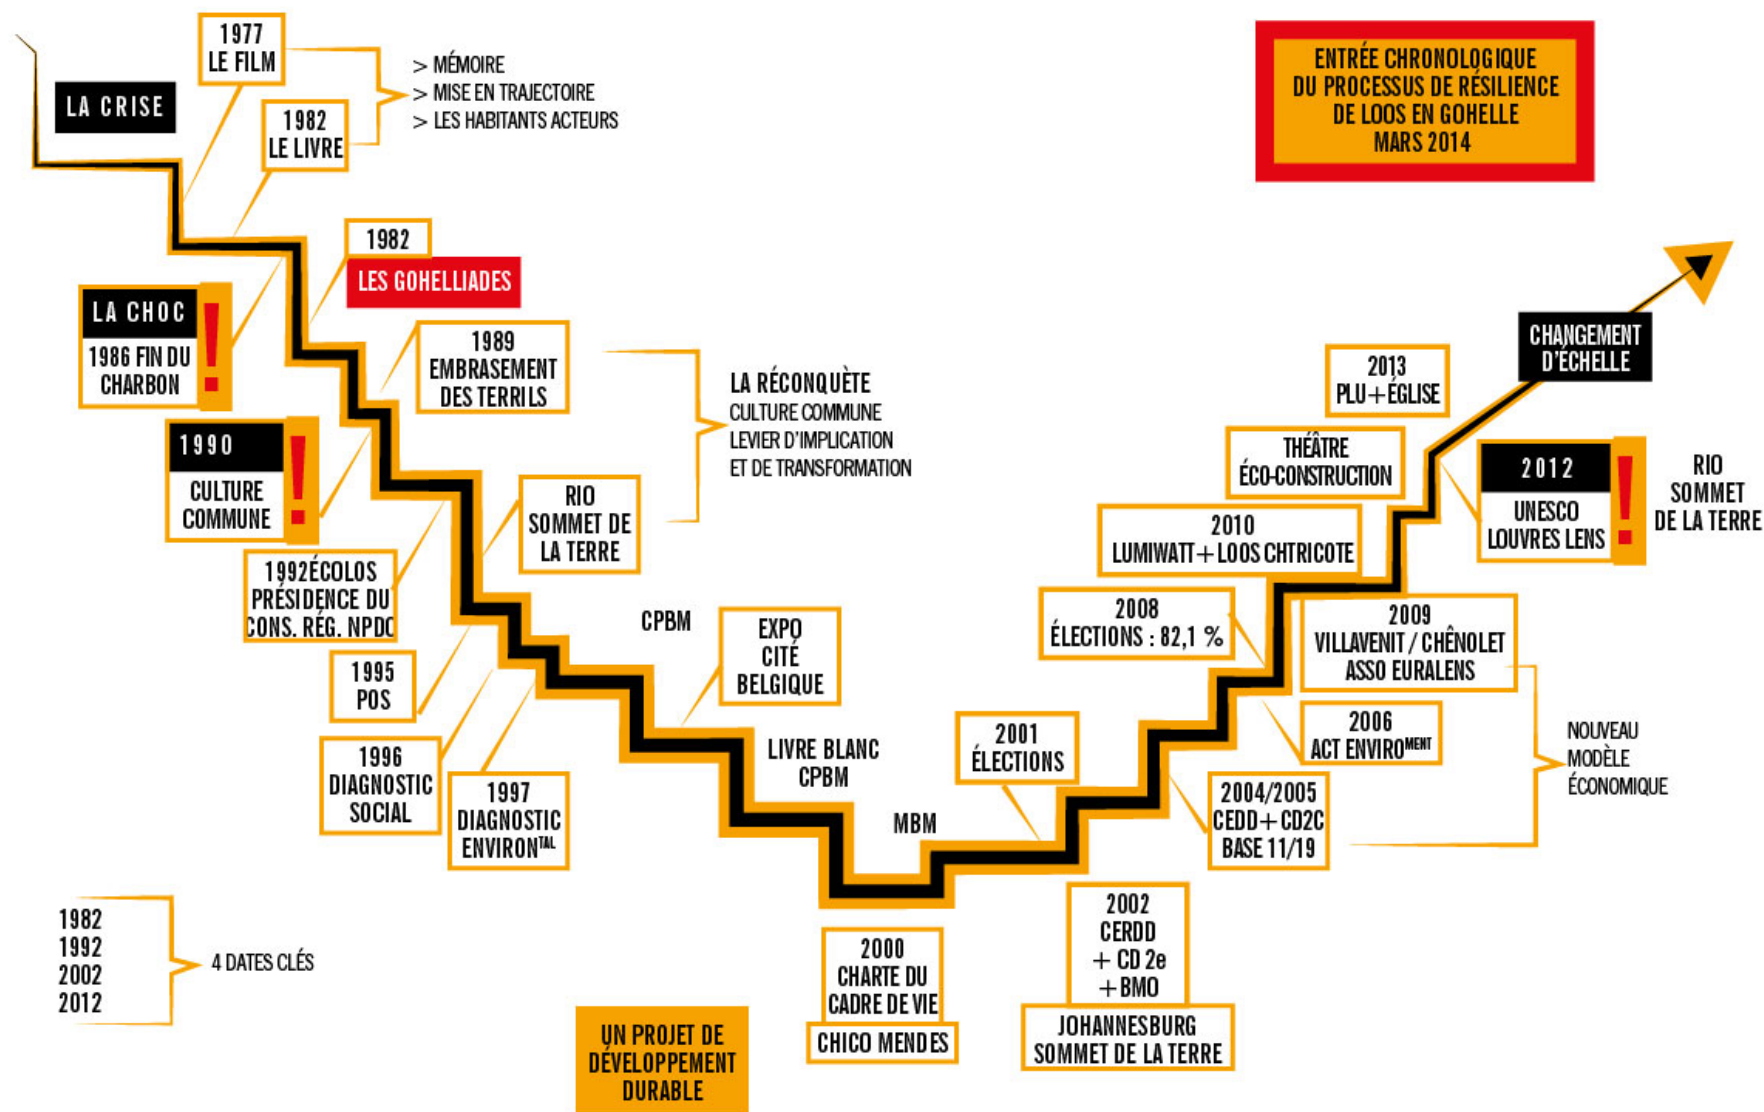 1977
LE FILM
> MÉMOIRE
> MISE EN TRAJECTOIRE
> LES HABITANTS ACTEURS
LA CRISE
1982
LE LIVRE
ENTRÉE CHRONOLOGIQUE
DU PROCESSUS DE RÉSILIENCE
DE LOOS EN GOHELLE
MARS 2014
1982
LES GOHELLIADES
LA CHOC
1986 FIN DU
CHARBON
!
1989
EMBRASEMENT
DES TERRILS
LA RÉCONQUÈTE
CULTURE COMMUNE
LEVIER D'IMPLICATION
ET DE TRANSFORMATION
1990
CULTURE
COMMUNE
!
RIO
SOMMET DE
LA TERRE
1992ÉCOLOS
PRÉSIDENCE DU
CONS. RÉG. NPDC
1995
POS
1996
DIAGNOSTIC
SOCIAL
1997
DIAGNOSTIC
ENVIRONTAL
CPBM
EXPO
CITÉ
BELGIQUE
LIVRE BLANC
CPBM
MBM
2000
CHARTE DU
CADRE DE VIE
CHICO MENDES
2001
ÉLECTIONS
2002
CERDD
+ CD 2e
+BMO
JOHANNESBURG
SOMMET DE LA TERRE
2004/2005
CEDD+CD2C
BASE 11/19
2006
ACT ENVIROMENT
2008
ÉLECTIONS : 82,1 %
2009
VILLAVENIT / CHÊNOLET
ASSO EURALENS
NOUVEAU
MODÈLE
ÉCONOMIQUE
2010
LUMIWATT+LOOS CHTRICOTE
THÉÂTRE
ÉCO-CONSTRUCTION
2013
PLU+ÉGLISE
2012
UNESCO
LOUVRES LENS
!
RIO
SOMMET
DE LA TERRE
CHANGEMENT
D'ÉCHELLE
1982
1992
2002
2012
4 DATES CLÉS
UN PROJET DE
DÉVELOPPEMENT
DURABLE